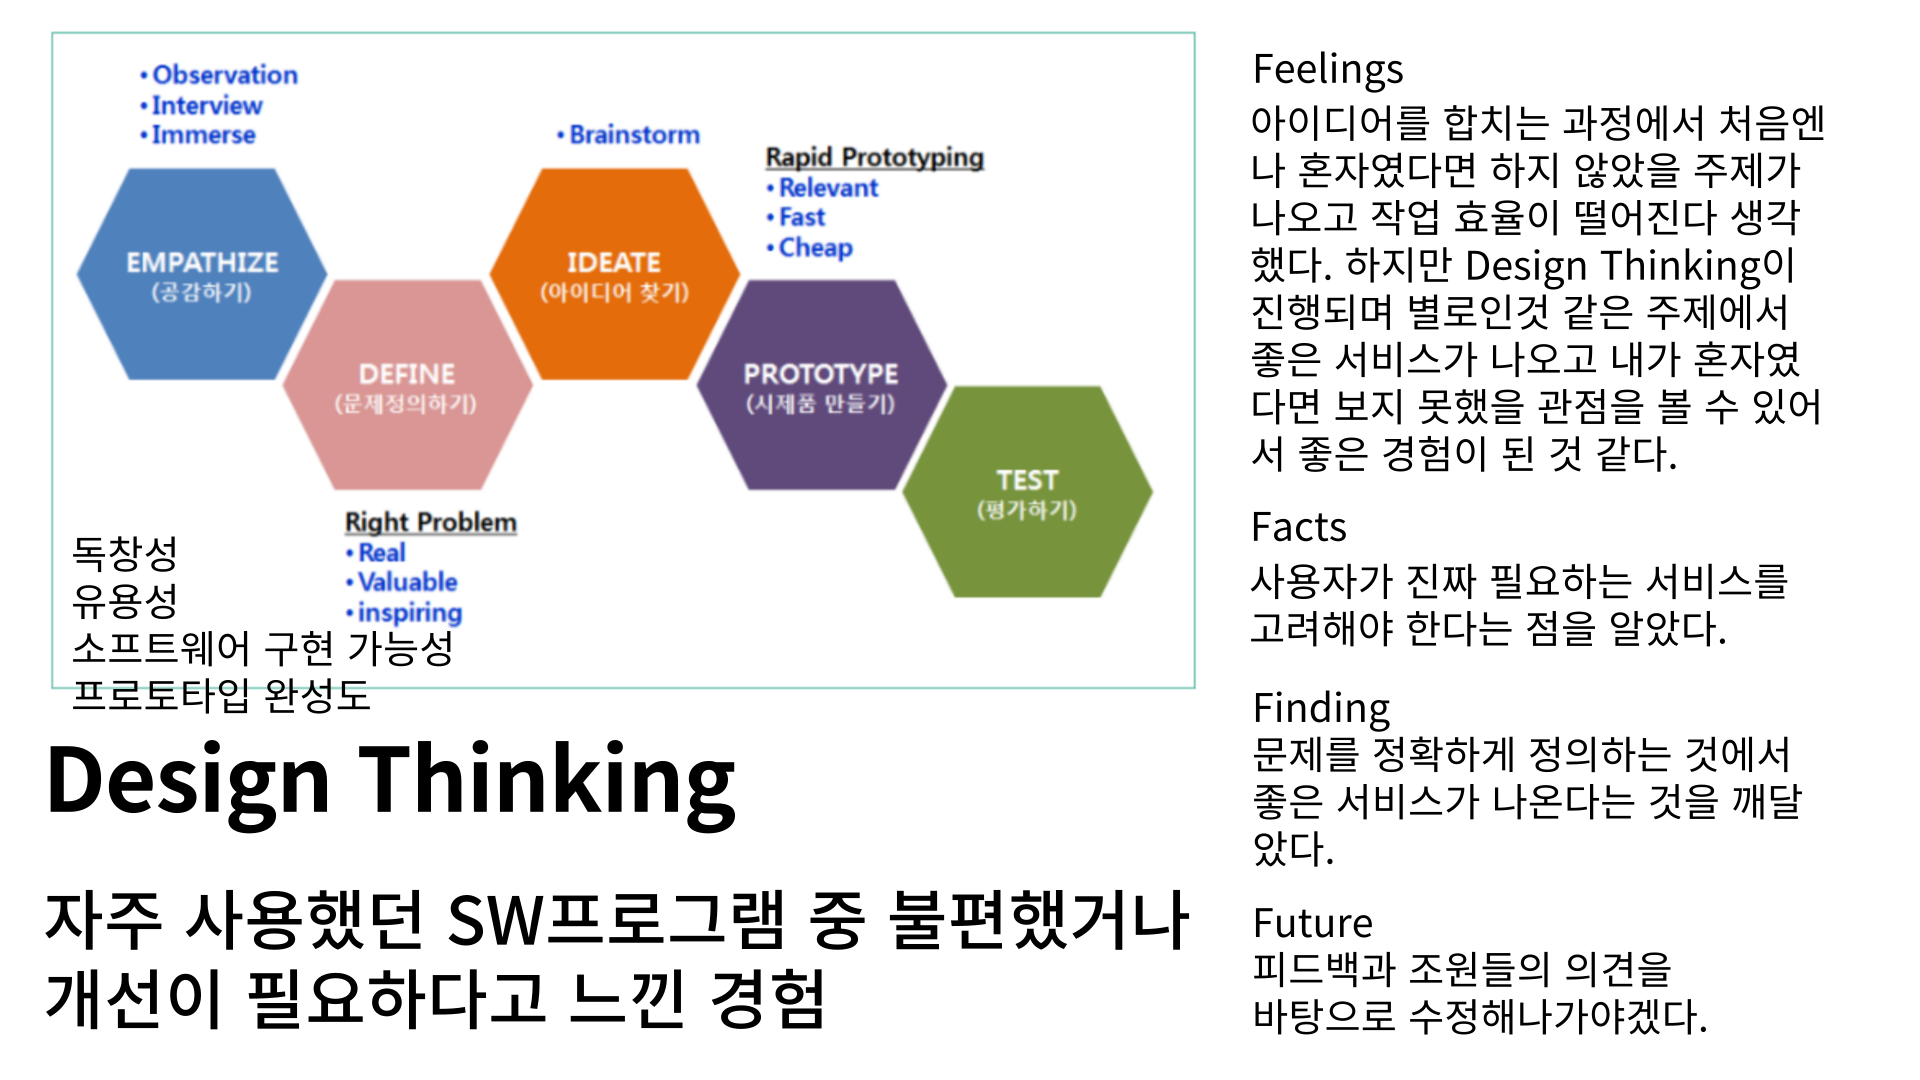 • Observation
• Interview
• Immerse
EMPATHIZE
(공감하기)
DEFINE
(문제정의하기)
Right Problem
• Real
• Valuable
• inspiring
• Brainstorm
IDEATE
(아이디어 찾기)
Rapid Prototyping
• Relevant
• Fast
• Cheap
PROTOTYPE
(시제품 만들기)
TEST
(평가하기)
독창성
유용성
소프트웨어 구현 가능성
프로토타입 완성도
Design Thinking
자주 사용했던 SW프로그램 중 불편했거나
개선이 필요하다고 느낀 경험
Feelings
아이디어를 합치는 과정에서 처음엔
나 혼자였다면 하지 않았을 주제가
나오고 작업 효율이 떨어진다 생각
했다. 하지만 Design Thinking이
진행되며 별로인것 같은 주제에서
좋은 서비스가 나오고 내가 혼자였
다면 보지 못했을 관점을 볼 수 있어
서 좋은 경험이 된 것 같다.
Facts
사용자가 진짜 필요하는 서비스를
고려해야 한다는 점을 알았다.
Finding
문제를 정확하게 정의하는 것에서
좋은 서비스가 나온다는 것을 깨달
았다.
Future
피드백과 조원들의 의견을
바탕으로 수정해나가야겠다.